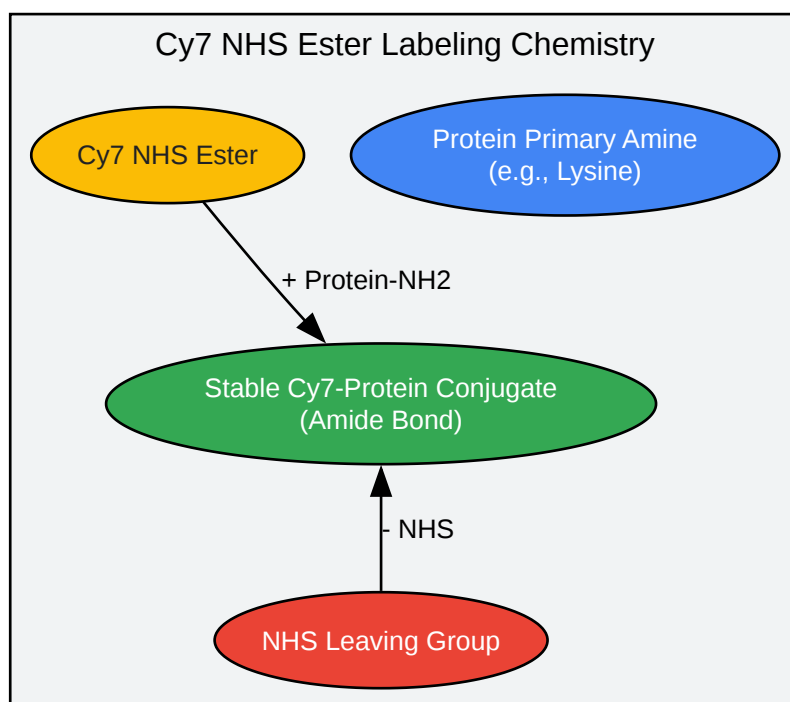 Cy7 NHS Ester Labeling Chemistry
Cy7 NHS Ester
Protein Primary Amine
(e.g., Lysine)
+ Protein-NH2
Stable Cy7-Protein Conjugate
(Amide Bond)
- NHS
NHS Leaving Group